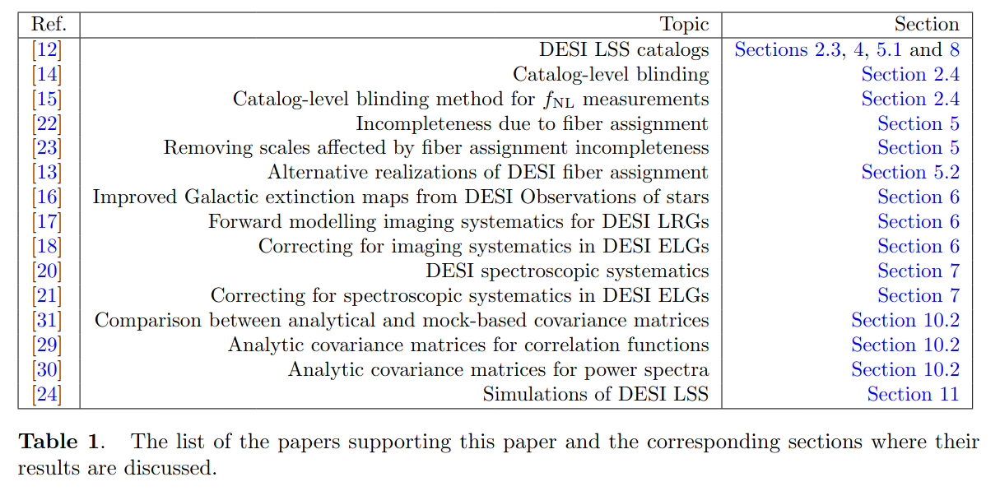 Ref. Topic Section
[12] DESI LSS catalogs Sections 2.3, 4, 5.1 and 8
[14] Catalog-level blinding Section 2.4
[15] Catalog-level blinding method for fNL measurements Section 2.4
[22] Incompleteness due to fiber assignment Section 5
[23] Removing scales affected by fiber assignment incompleteness Section 5
[13] Alternative realizations of DESI fiber assignment Section 5.2
[16] Improved Galactic extinction maps from DESI Observations of stars Section 6
[17] Forward modelling imaging systematics for DESI LRGs Section 6
[18] Correcting for imaging systematics in DESI ELGs Section 6
[20] DESI spectroscopic systematics Section 7
[21] Correcting for spectroscopic systematics in DESI ELGs Section 7
[31] Comparison between analytical and mock-based covariance matrices Section 10.2
[29] Analytic covariance matrices for correlation functions Section 10.2
[30] Analytic covariance matrices for power spectra Section 10.2
[24] Simulations of DESI LSS Section 11
Table 1. The list of the papers supporting this paper and the corresponding sections where their
results are discussed.